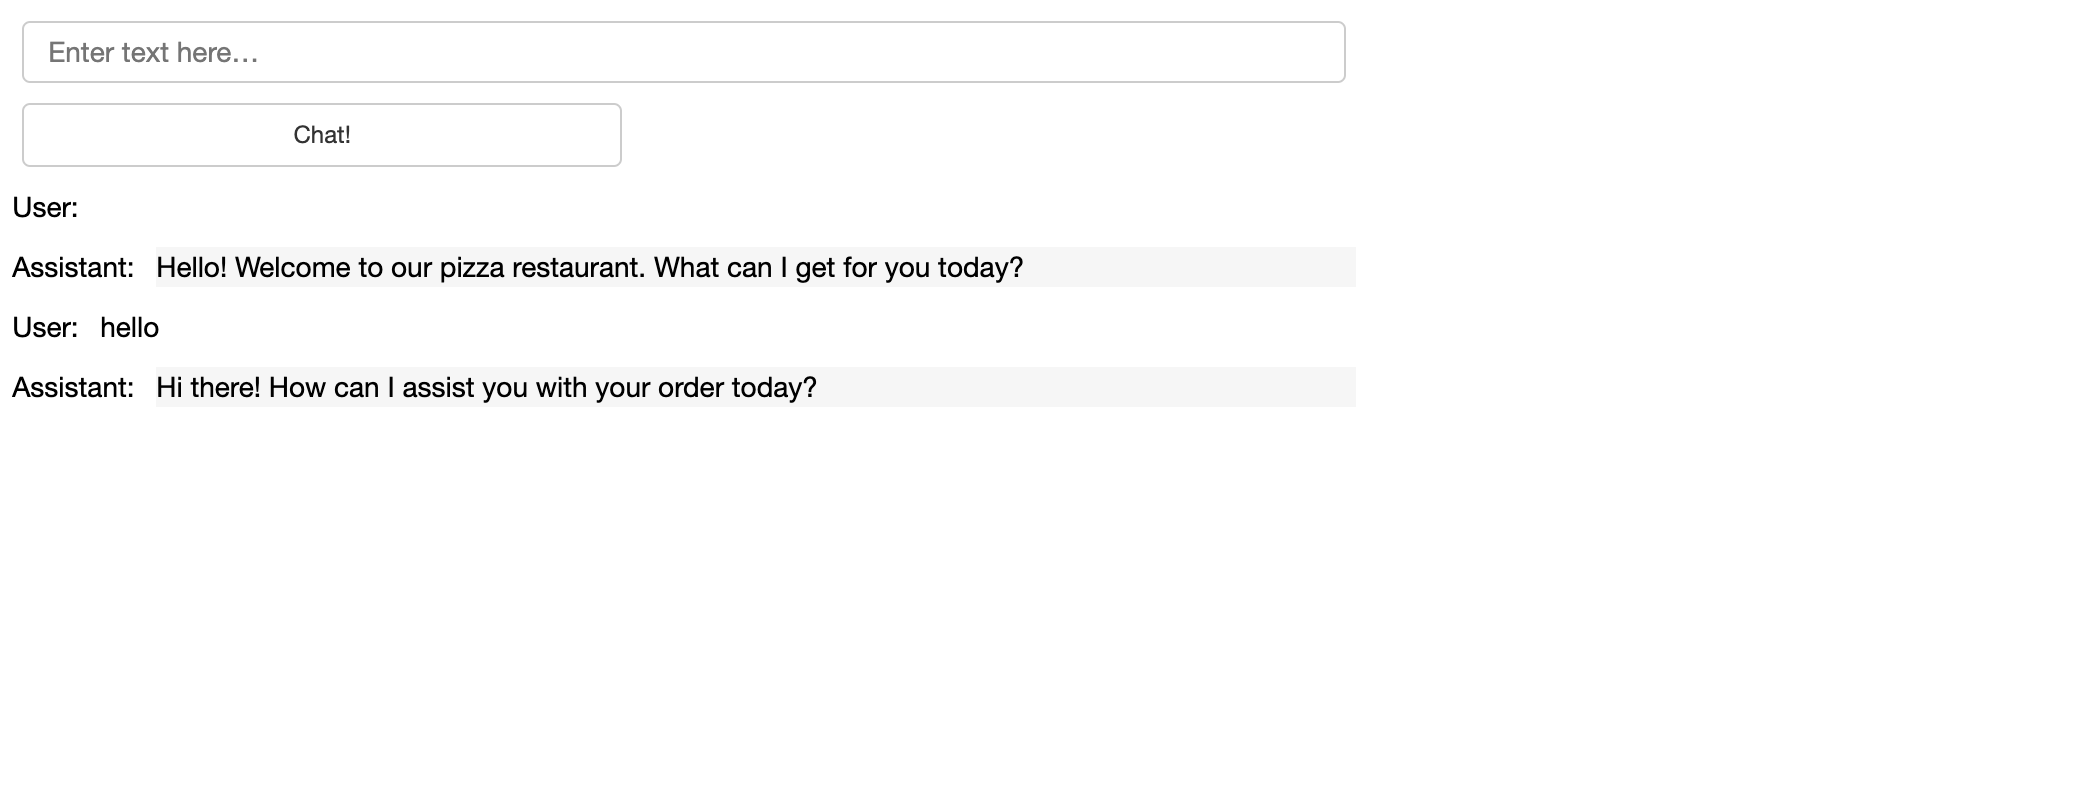 Enter text here…
Chat!
User:
Assistant: Hello! Welcome to our pizza restaurant. What can I get for you today?
User: hello
Assistant: Hi there! How can I assist you with your order today?